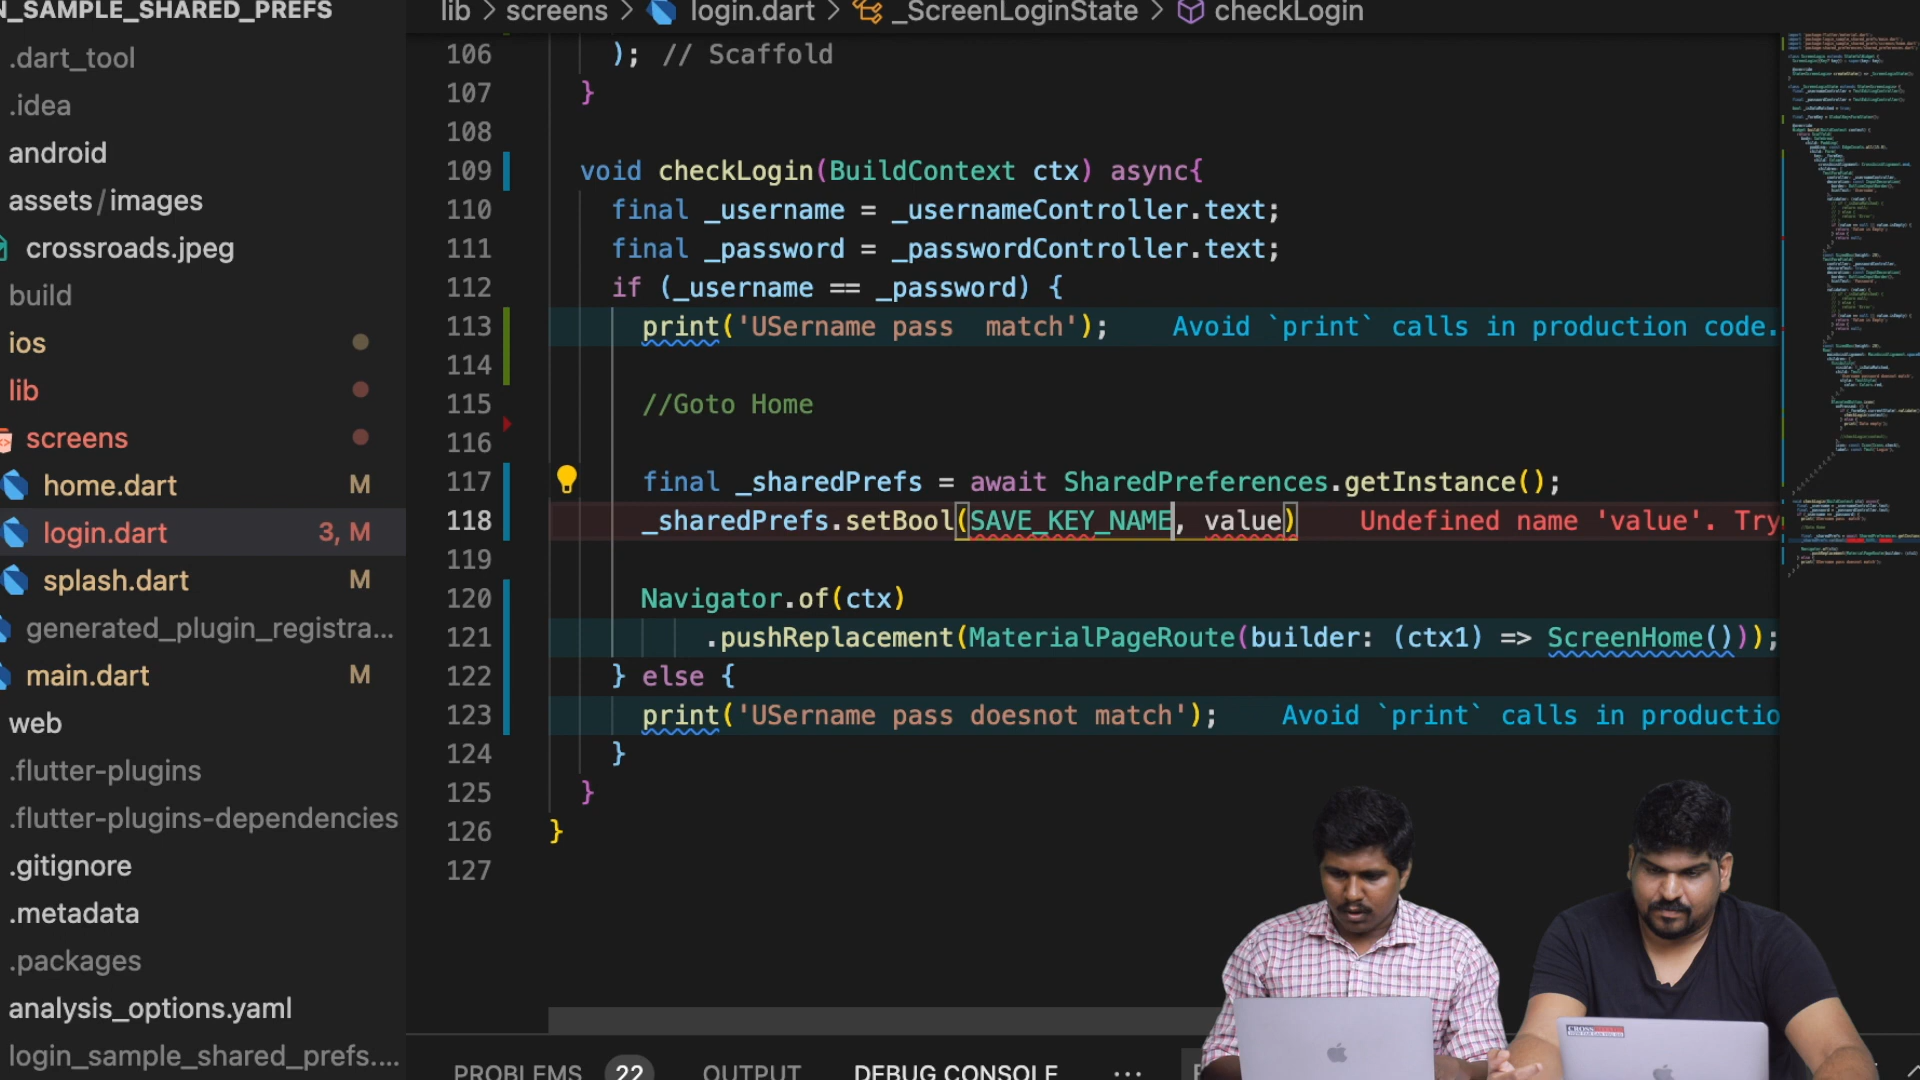 N_SAMPLE_SHARED_PREFS
.dart_tool
.idea
android
assets/images
crossroads.jpeg
build
ios
lib
screens
home.dart M
login.dart 3, M
splash.dart M
generated_plugin_registra...
main.dart M
web
.flutter-plugins
.flutter-plugins-dependencies
.gitignore
.metadata
.packages
analysis_options.yaml
login_sample_shared_prefs....
lib > screens > login.dart > _ScreenLoginState > checkLogin
106 ); // Scaffold
107 }
108
109 void checkLogin(BuildContext ctx) async{
110 final _username = _usernameController.text;
111 final _password = _passwordController.text;
112 if (_username == _password) {
113 print('USername pass  match'); Avoid `print` calls in production code.
114
115 //Goto Home
116
117 final _sharedPrefs = await SharedPreferences.getInstance();
118 _sharedPrefs.setBool(SAVE_KEY_NAME, value) Undefined name 'value'. Try
119
120 Navigator.of(ctx)
121 .pushReplacement(MaterialPageRoute(builder: (ctx1) => ScreenHome()));
122 } else {
123 print('USername pass doesnot match'); Avoid `print` calls in productio
124 }
125 }
126 }
127
PROBLEMS 22 OUTPUT DEBUG CONSOLE ...